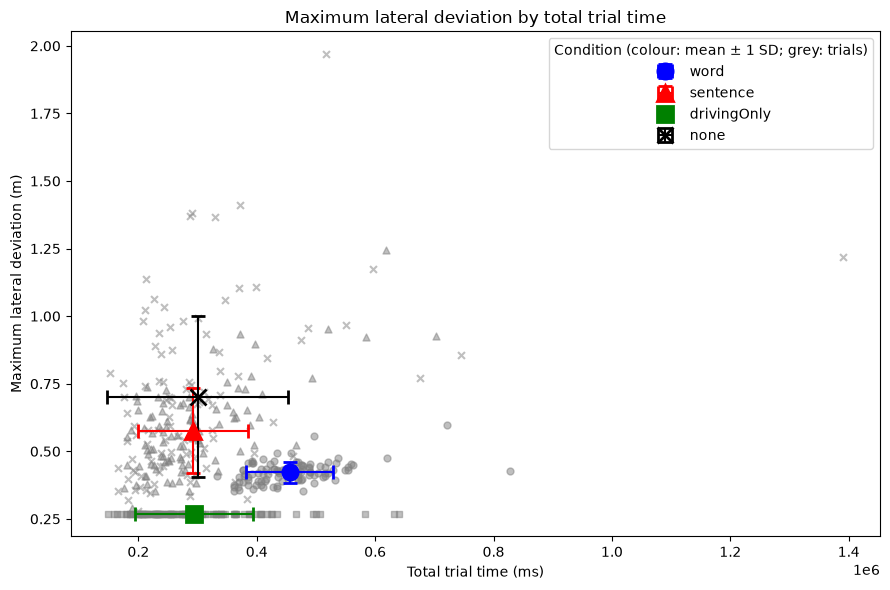 Maximum lateral deviation by total trial time
Maximum lateral deviation (m)
2.00
1.75
1.50
1.25
1.00
0.75
0.50
0.25
Condition (colour: mean ± 1 SD; grey: trials)
word
sentence
drivingOnly
none
0.2 0.4 0.6 0.8 1.0 1.2 1.4
1e6
Total trial time (ms)